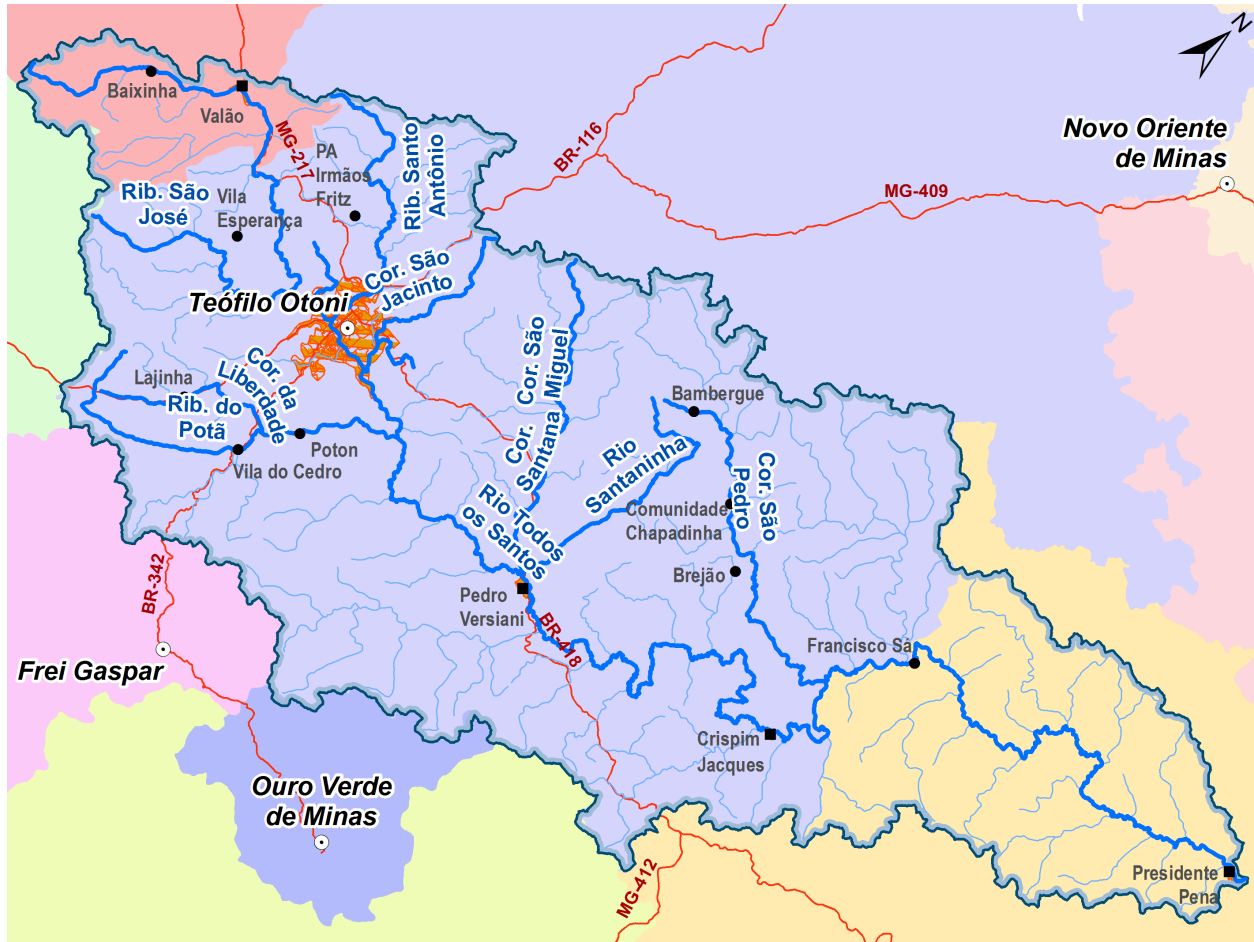 N
Baixinha
Valão
MG-217
PA
Irmãos
Fritz
Rib. Santo
Antônio
BR-116
Novo Oriente
de Minas
MG-409
Rib. São
José
Vila
Esperança
Cor. São
Jacinto
Teófilo Otoni
Lajinha
Cor. da
Liberdade
Rib. do
Potã
Poton
Vila do Cedro
Cor. São
Miguel
Cor.
Santana
Bambergue
Rio
Santaninha
Cor. São
Pedro
Comunidade
Chapadinha
Rio Todos
os Santos
Brejão
Pedro
Versiani
BR-418
BR-342
Frei Gaspar
Francisco Sá
Crispim
Jacques
Ouro Verde
de Minas
MG-412
Presidente
Pena